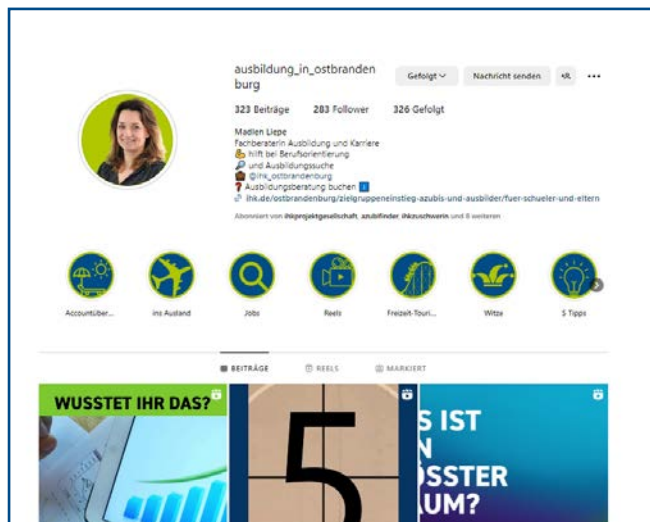 ausbildung_in_ostbranden
burg
Gefolgt
Nachricht senden
323 Beiträge 283 Follower 326 Gefolgt
Madlen Liepe
Fachberaterin Ausbildung und Karriere
hilft bei Berufsorientierung
und Ausbildungssuche
@ihk_ostbrandenburg
Ausbildungsberatung buchen
ihk.de/ostbrandenburg/zielgruppeneinstieg-azubis-und-ausbilder/fuer-schueler-und-eltern
Abonniert von ihkprojektgesellschaft, azubifinder, ihkzuschwerin und 8 weiteren
Accountüber... ins Ausland Jobs Reels Freizeit-Touri... Witze 5 Tipps
BEITRÄGE REELS MARKIERT
WUSSTET IHR DAS?
5
S IST
N
ÖSSTER
UM?